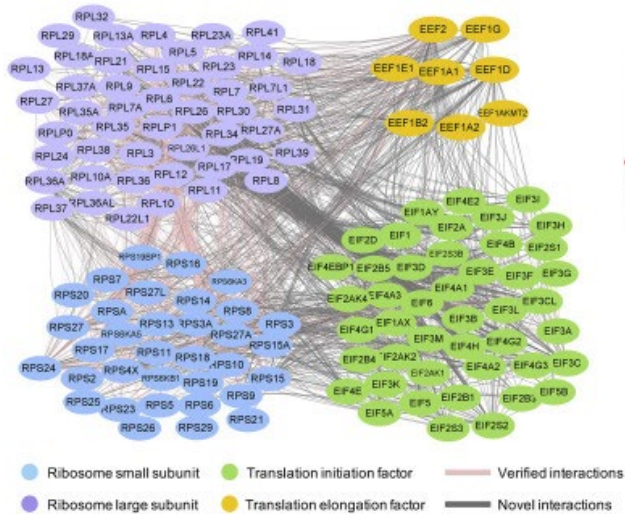 RPL32
RPL29 RPL13A RPL4 RPL23A RPL41
RPL18A RPL21 RPL5 RPL14
RPL13 RPL15 RPL23 RPL18
RPL37A RPL9 RPL22 RPL7 RPL7L1
RPL27 RPL35A RPL7A RPL6 RPL26 RPL30 RPL31
RPLP0 RPL35 RPLP1 RPL34 RPL27A
RPL24 RPL38 RPL3 RPL26L1 RPL17 RPL19 RPL39
RPL36A RPL10A RPL36 RPL12 RPL11 RPL8
RPL37 RPL36AL RPL10
RPL22L1
EEF2 EEF1G
EEF1E1 EEF1A1 EEF1D
EEF1AKMT2
EEF1B2 EEF1A2
RPS19BP1 RPS16
RPS7 RPS27L RPS6KA3
RPS20 RPS14
RPSA RPS8
RPS27 RPS6KA5 RPS13 RPS3A RPS27A RPS3
RPS17 RPS11 RPS18 RPS15A
RPS24 RPS4X RPS10
RPS2 RPS6KB1 RPS19 RPS15
RPS25 RPS23 RPS5 RPS6 RPS9
RPS26 RPS29 RPS21
EIF4E2 EIF3I
EIF1AY EIF3J
EIF2D EIF1 EIF2A EIF4B EIF3H
EIF2S3B EIF2S1
EIF4EBP1 EIF2B5 EIF3D EIF3E EIF3F EIF3G
EIF2AK4 EIF4A3 EIF6 EIF4A1 EIF3L EIF3CL
EIF4G1 EIF1AX EIF3B EIF3A
EIF3M EIF4H EIF4G2
EIF2B4 EIF2AK2 EIF4A2 EIF4G3 EIF3C
EIF2AK1
EIF4E EIF3K EIF2B1 EIF5B
EIF5A EIF5
EIF2S3 EIF2S2
Ribosome small subunit Translation initiation factor Verified interactions
Ribosome large subunit Translation elongation factor Novel interactions